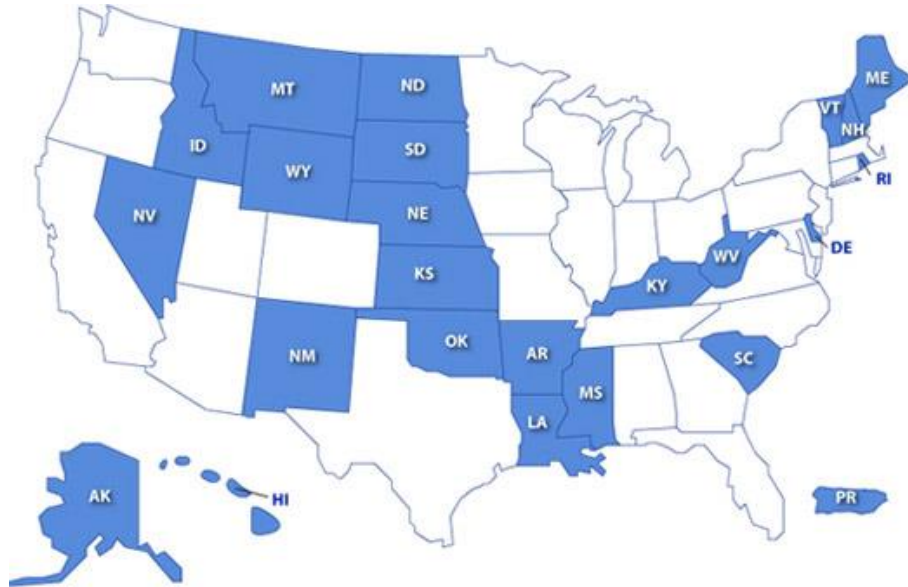 MT
ND
ME
VT
NH
ID
SD
WY
RI
NV
NE
DE
WV
KS
KY
OK
AR
NM
SC
MS
LA
AK
HI
PR